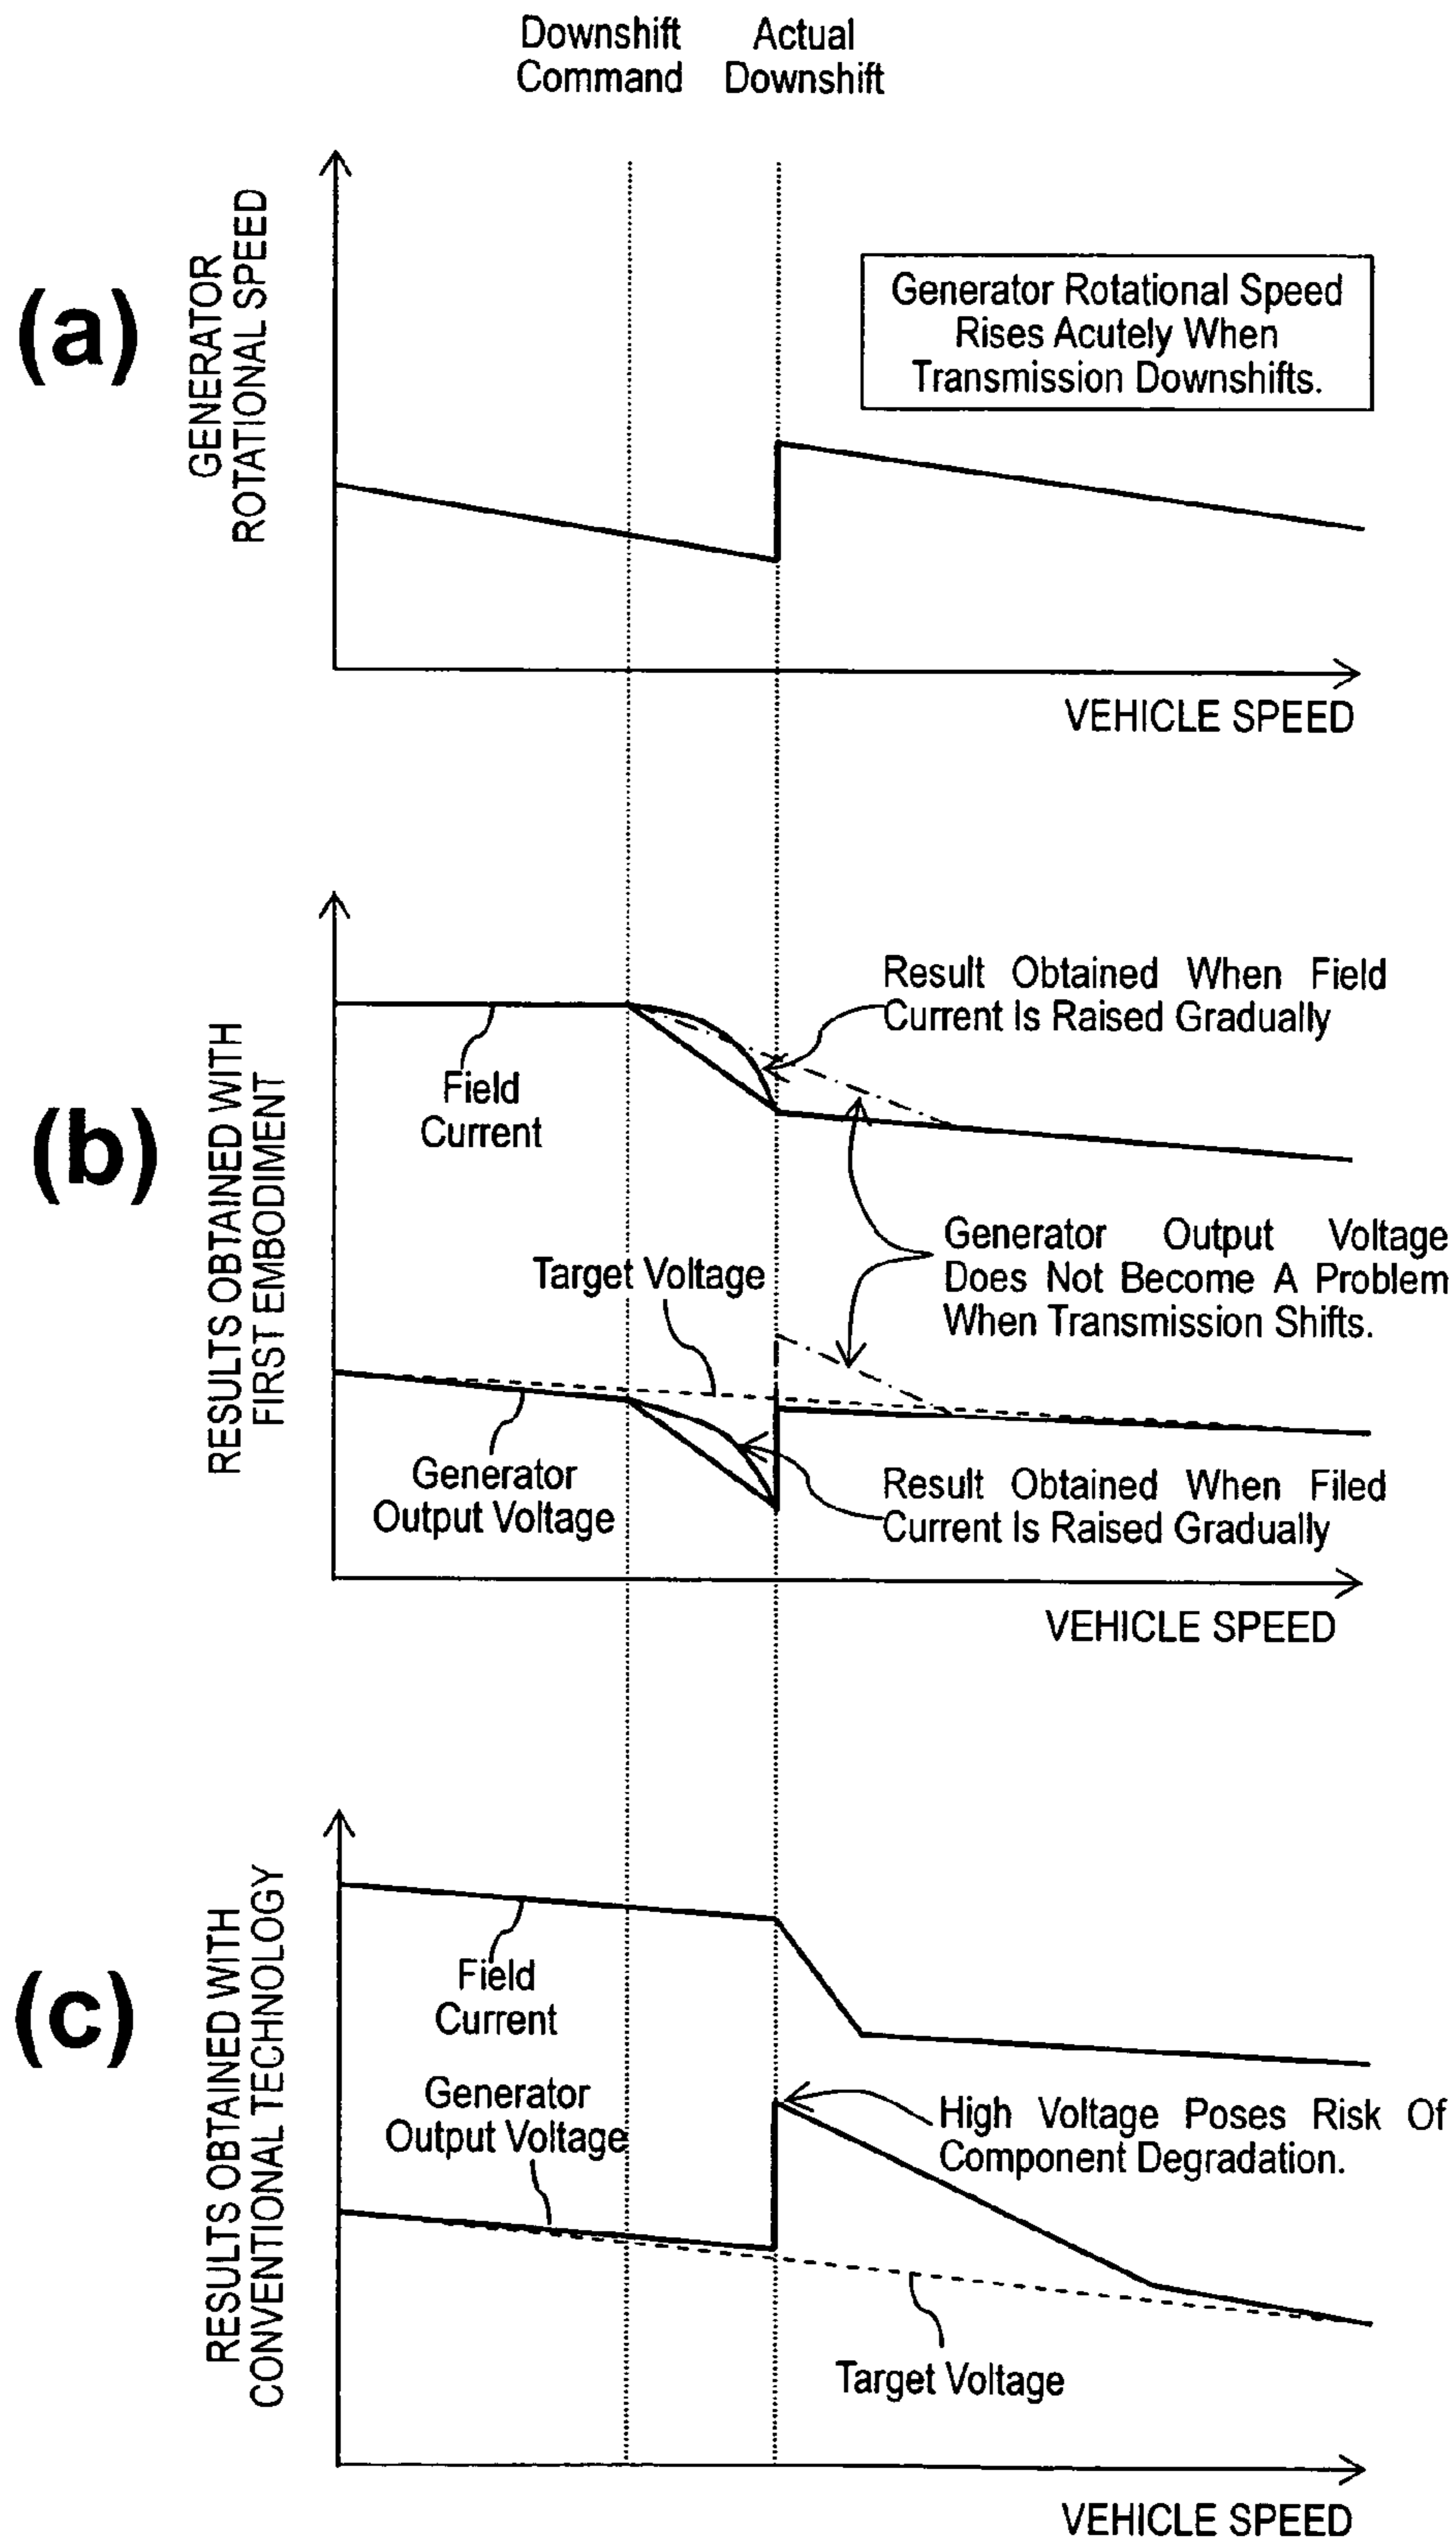 Downshift
Command
Actual
Downshift
(a)
GENERATOR
ROTATIONAL SPEED
Generator Rotational Speed
Rises Acutely When
Transmission Downshifts.
VEHICLE SPEED
(b)
RESULTS OBTAINED WITH
FIRST EMBODIMENT
Result Obtained When Field
Current Is Raised Gradually
Field
Current
Generator Output Voltage
Does Not Become A Problem
When Transmission Shifts.
Target Voltage
Generator
Output Voltage
Result Obtained When Filed
Current Is Raised Gradually
VEHICLE SPEED
(c)
RESULTS OBTAINED WITH
CONVENTIONAL TECHNOLOGY
Field
Current
Generator
Output Voltage
High Voltage Poses Risk Of
Component Degradation.
Target Voltage
VEHICLE SPEED